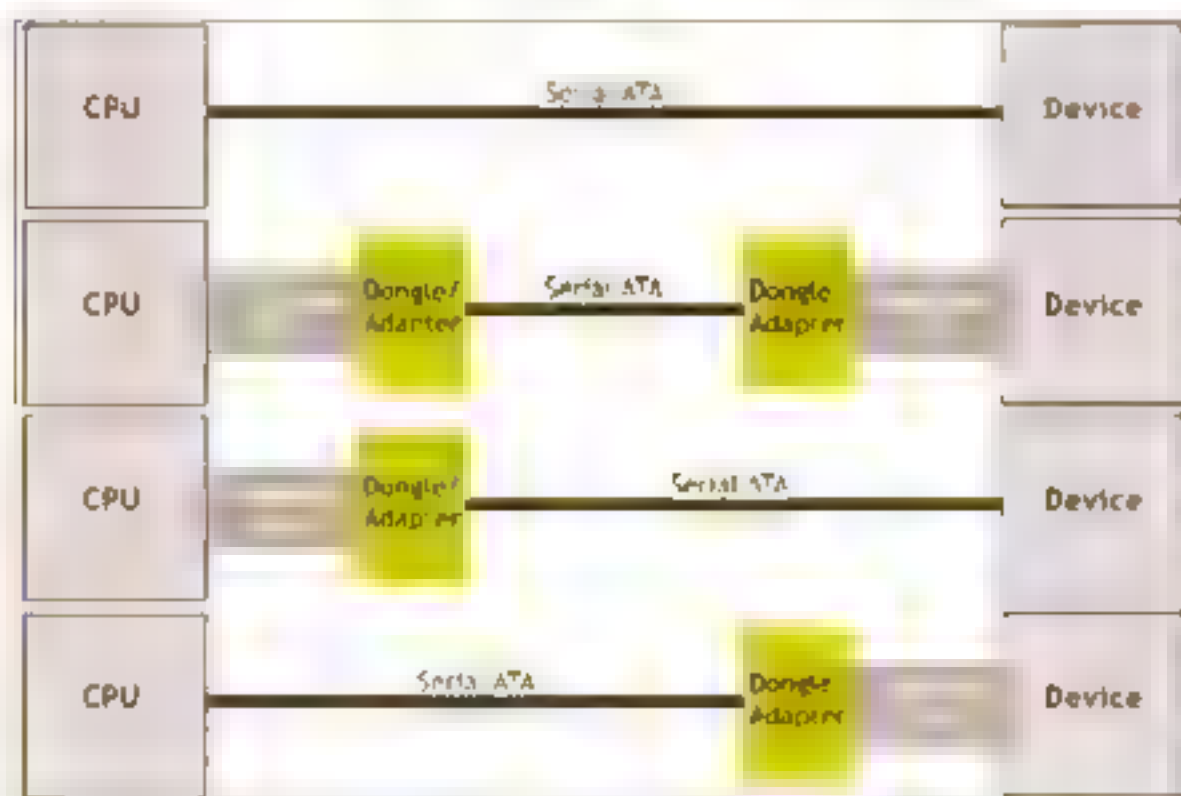 CPU
Serial ATA
Device
CPU
Dongle/
Adapter
Serial ATA
Dongle
Adapter
Device
CPU
Dongle/
Adapter
Serial ATA
Device
CPU
Serial ATA
Dongle
Adapter
Device